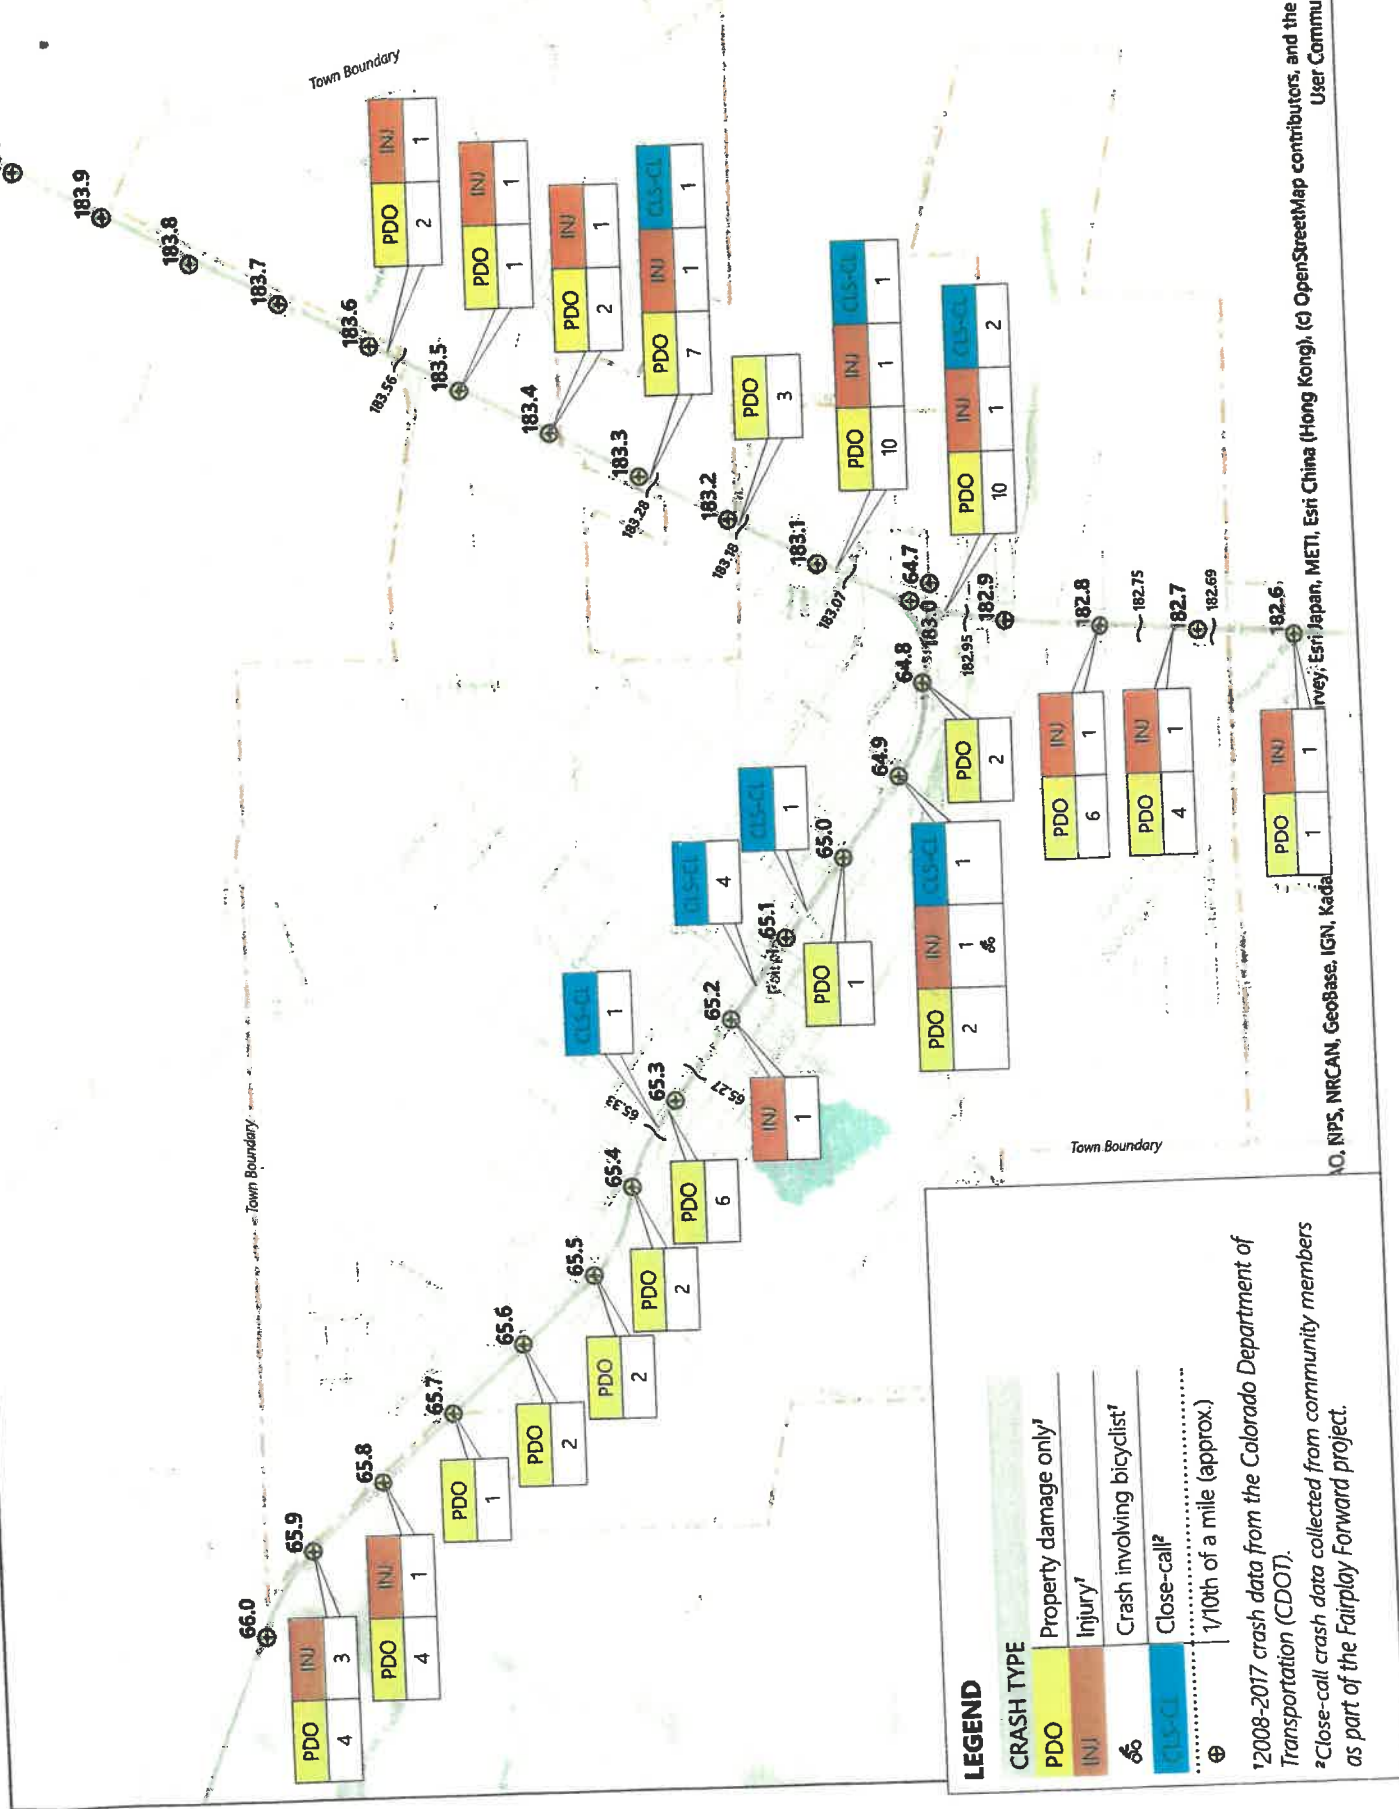 Town Boundary
66.0
65.9
INJ
3
PDO
4
65.8
INJ
1
PDO
4
65.7
PDO
1
65.6
PDO
2
65.5
PDO
2
65.4
PDO
2
65.33
65.3
CLS-CL
1
PDO
6
65.27
65.2
INJ
1
65.1
CLS-CL
4
CLS-CL
1
65.0
PDO
1
64.9
PDO
INJ
CLS-CL
2
1
1
64.8
PDO
2
64.7
183.9
183.8
183.7
183.6
183.56
PDO
INJ
2
1
Town Boundary
183.5
PDO
INJ
1
1
183.4
PDO
INJ
2
1
183.3
183.28
PDO
INJ
CLS-CL
7
1
1
183.2
183.18
PDO
3
183.1
183.07
PDO
INJ
CLS-CL
10
1
1
183.0
182.95
PDO
INJ
CLS-CL
10
1
2
182.9
182.8
PDO
INJ
6
1
182.75
182.7
182.69
PDO
INJ
4
1
182.6
PDO
INJ
1
1
Town Boundary
LEGEND
CRASH TYPE
PDO Property damage only¹
INJ Injury¹
Crash involving bicyclist¹
CLS-CL Close-call²
1/10th of a mile (approx.)
¹2008-2017 crash data from the Colorado Department of
Transportation (CDOT).
²Close-call crash data collected from community members
as part of the Fairplay Forward project.
AO, NPS, NRCAN, GeoBase, IGN, Kada
rvey, Esri Japan, METI, Esri China (Hong Kong), (c) OpenStreetMap contributors, and the
User Commu